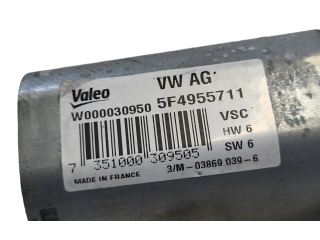 Valeo VW AG
W000030950 5F4955711
VSC
HW 6
SW 6
7 351000 309505
MADE IN FRANCE 3/M-03869 039-6